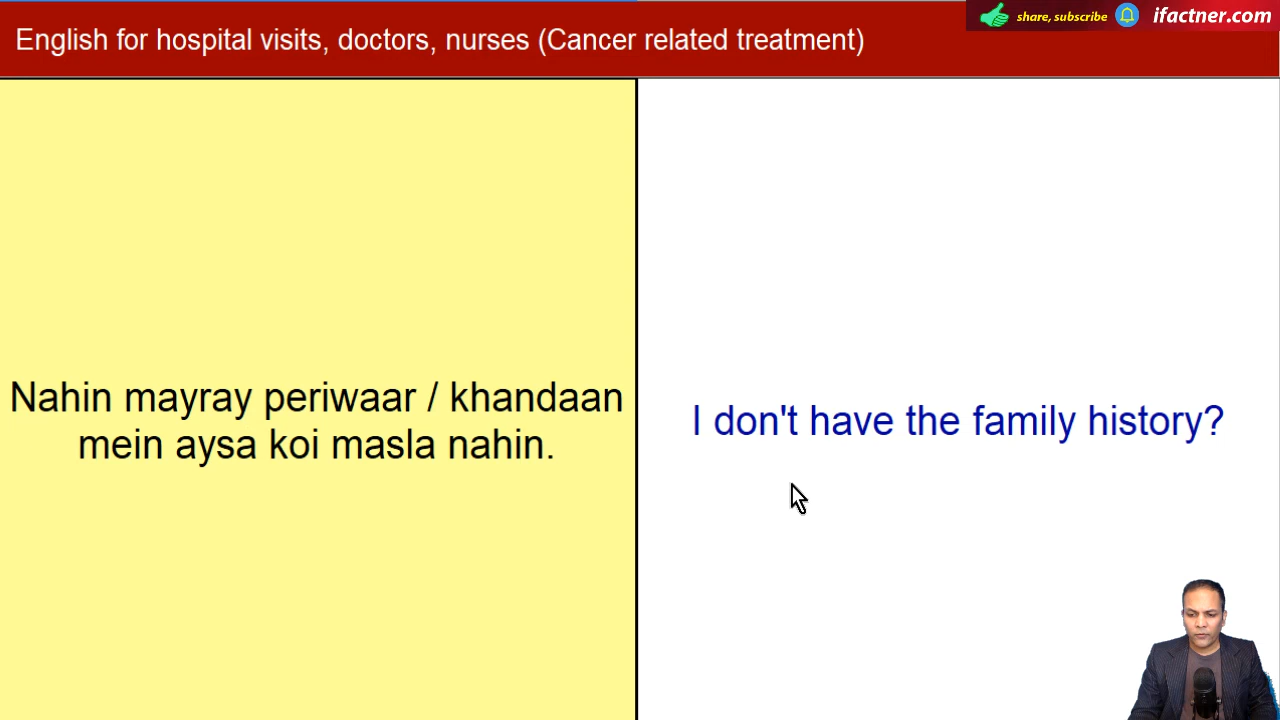 English for hospital visits, doctors, nurses (Cancer related treatment)
share, subscribe ifactner.com
Nahin mayray periwaar / khandaan
mein aysa koi masla nahin.
I don't have the family history?